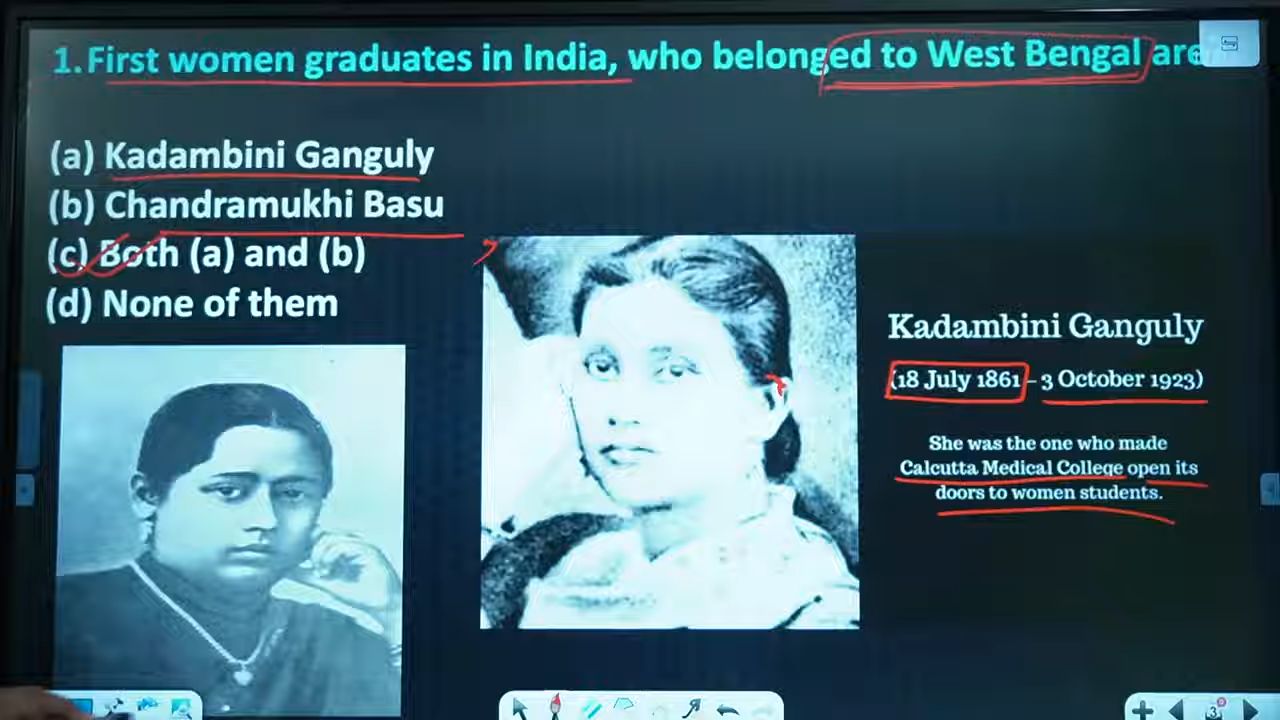 1. First women graduates in India, who belonged to West Bengal are
(a) Kadambini Ganguly
(b) Chandramukhi Basu
(c) Both (a) and (b)
(d) None of them
Kadambini Ganguly
(18 July 1861 – 3 October 1923)
She was the one who made
Calcutta Medical College open its
doors to women students.
3